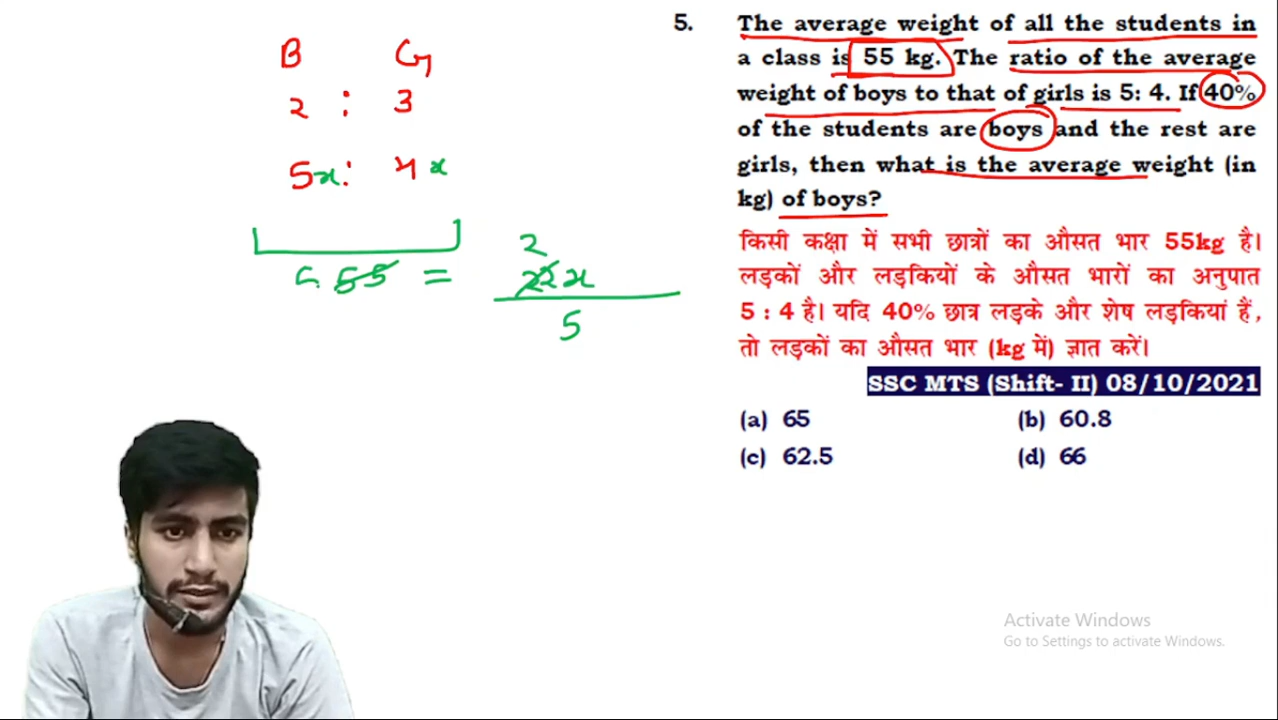 B G
2 : 3
5x : 4x
5 55 = 2 22x
5
5. The average weight of all the students in
a class is 55 kg. The ratio of the average
weight of boys to that of girls is 5: 4. If 40%
of the students are boys and the rest are
girls, then what is the average weight (in
kg) of boys?
किसी कक्षा में सभी छात्रों का औसत भार 55kg है।
लड़कों और लड़कियों के औसत भारों का अनुपात
5 : 4 है। यदि 40% छात्र लड़के और शेष लड़कियां हैं,
तो लड़कों का औसत भार (kg में) ज्ञात करें।
SSC MTS (Shift- II) 08/10/2021
(a) 65 (b) 60.8
(c) 62.5 (d) 66
Activate Windows
Go to Settings to activate Windows.